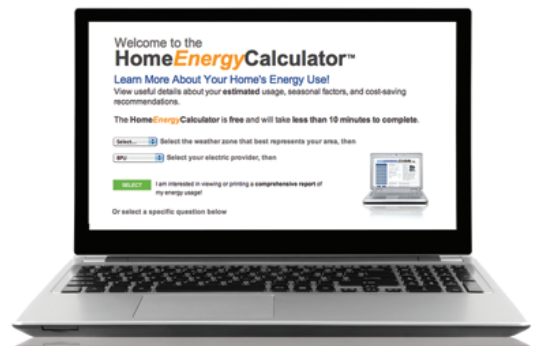 Welcome to the
HomeEnergyCalculator™
Learn More About Your Home's Energy Use!
View useful details about your estimated usage, seasonal factors, and cost-saving
recommendations.
The HomeEnergyCalculator is free and will take less than 10 minutes to complete.
Select... Select the weather zone that best represents your area, then
BPU Select your electric provider, then
SELECT I am interested in viewing or printing a comprehensive report of
my energy usage!
Or select a specific question below